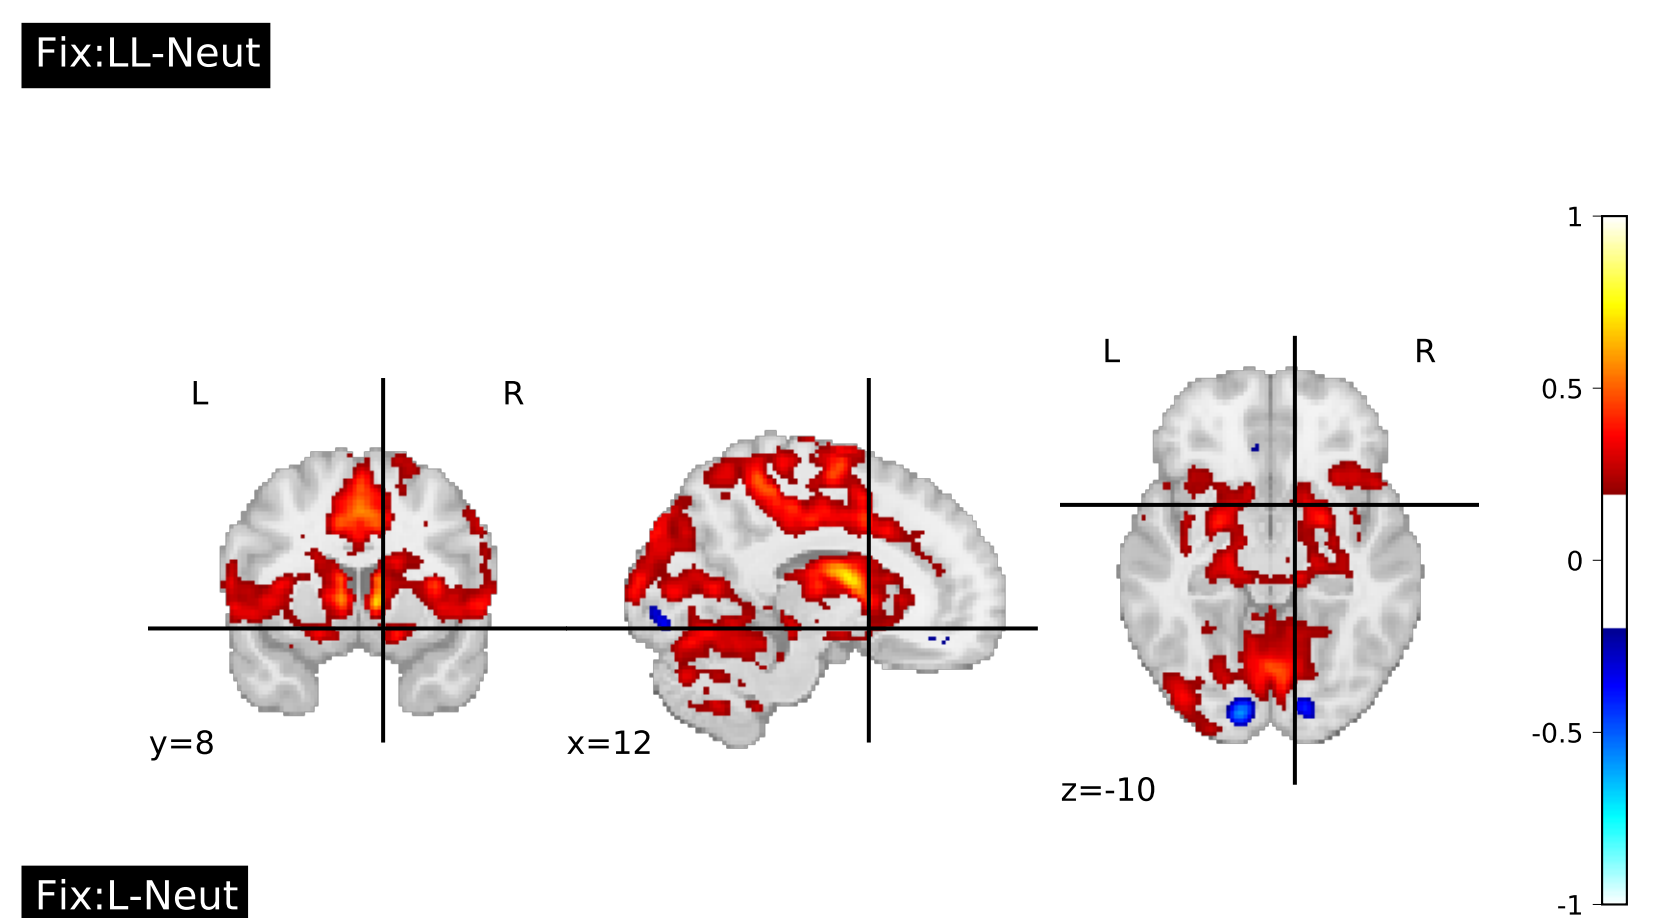 Fix:LL-Neut
L
R
L
R
y=8
x=12
z=-10
1
0.5
0
-0.5
-1
Fix:L-Neut